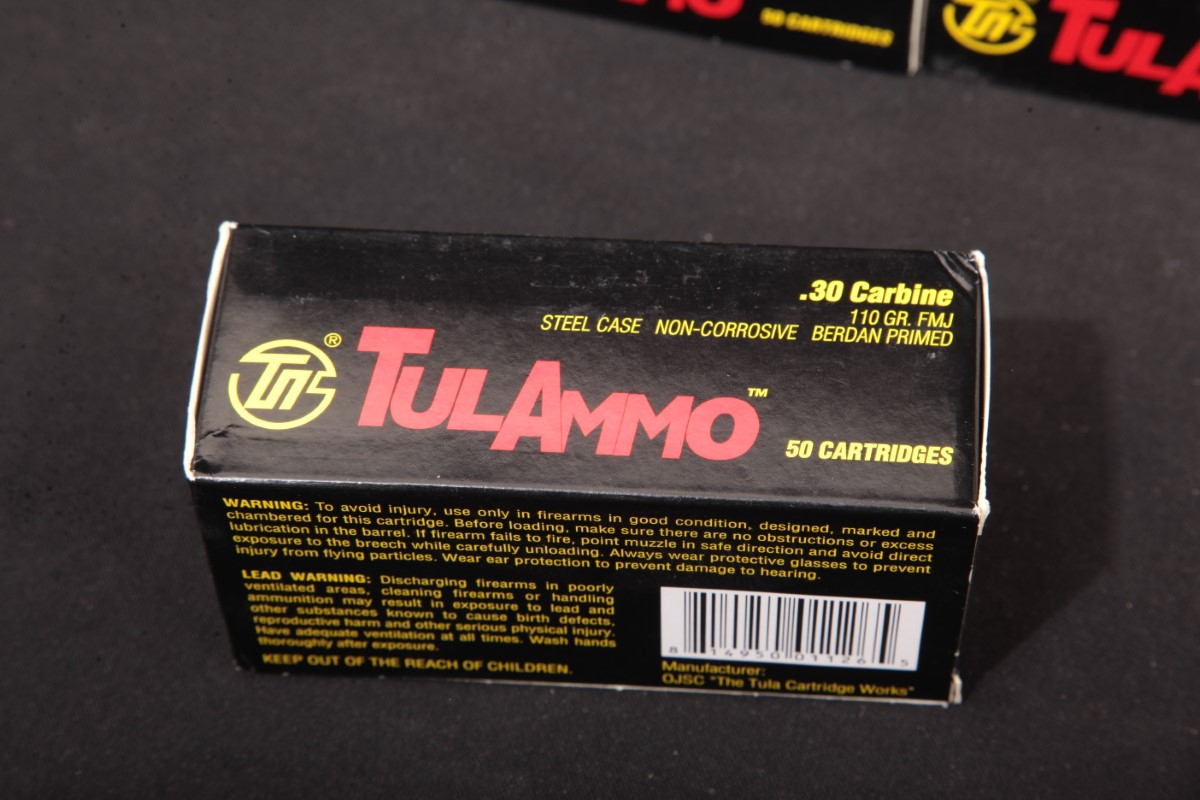 50 CARTRIDGES
TUL
.30 Carbine
110 GR. FMJ
STEEL CASE NON-CORROSIVE BERDAN PRIMED
®
TULAMMO™
50 CARTRIDGES
WARNING: To avoid injury, use only in firearms in good condition, designed, marked and
chambered for this cartridge. Before loading, make sure there are no obstructions or excess
lubrication in the barrel. If firearm fails to fire, point muzzle in safe direction and avoid direct
exposure to the breech while carefully unloading. Always wear protective glasses to prevent
injury from flying particles. Wear ear protection to prevent damage to hearing.
LEAD WARNING: Discharging firearms in poorly
ventilated areas, cleaning firearms or handling
ammunition may result in exposure to lead and
other substances known to cause birth defects,
reproductive harm and other serious physical injury.
Have adequate ventilation at all times. Wash hands
thoroughly after exposure.
KEEP OUT OF THE REACH OF CHILDREN.
8 14950 01126 5
Manufacturer:
OJSC "The Tula Cartridge Works"